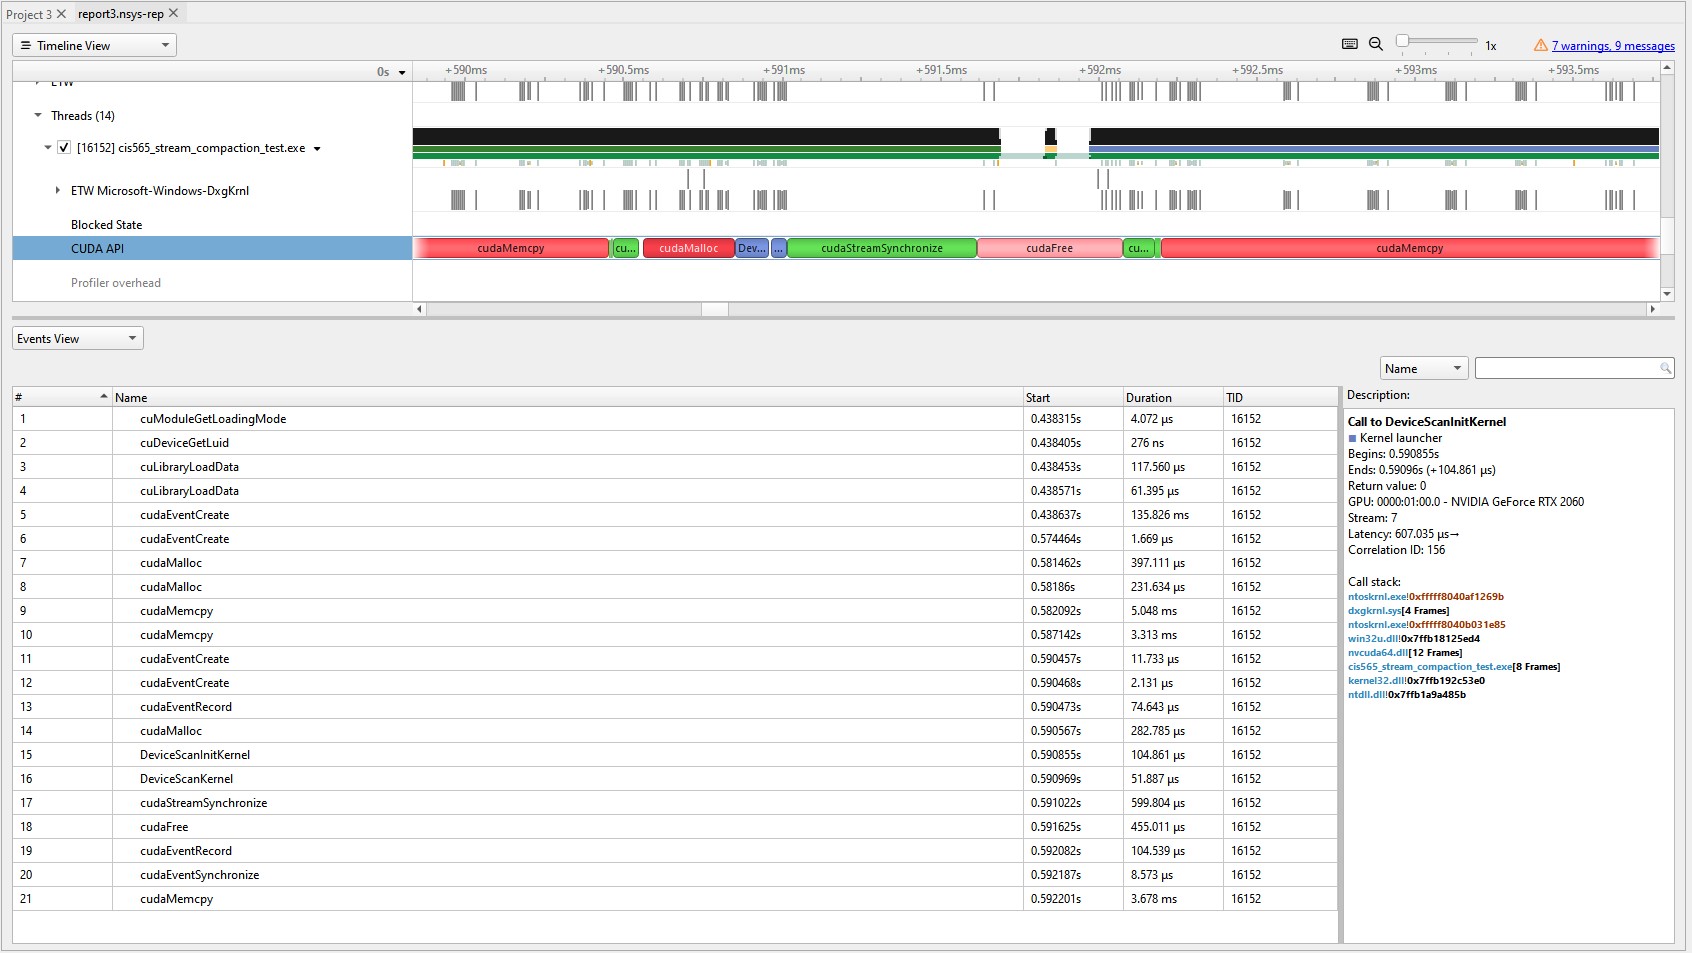 Project 3 report3.nsys-rep
Timeline View 1x 7 warnings, 9 messages
0s +590ms +590.5ms +591ms +591.5ms +592ms +592.5ms +593ms +593.5ms
ETW
Threads (14)
[16152] cis565_stream_compaction_test.exe
ETW Microsoft-Windows-DxgKrnl
Blocked State
CUDA API cudaMemcpy cu... cudaMalloc Dev... ... cudaStreamSynchronize cudaFree cu... cudaMemcpy
Profiler overhead
Events View
Name
# Name Start Duration TID
1 cuModuleGetLoadingMode 0.438315s 4.072 μs 16152
2 cuDeviceGetLuid 0.438405s 276 ns 16152
3 cuLibraryLoadData 0.438453s 117.560 μs 16152
4 cuLibraryLoadData 0.438571s 61.395 μs 16152
5 cudaEventCreate 0.438637s 135.826 ms 16152
6 cudaEventCreate 0.574464s 1.669 μs 16152
7 cudaMalloc 0.581462s 397.111 μs 16152
8 cudaMalloc 0.58186s 231.634 μs 16152
9 cudaMemcpy 0.582092s 5.048 ms 16152
10 cudaMemcpy 0.587142s 3.313 ms 16152
11 cudaEventCreate 0.590457s 11.733 μs 16152
12 cudaEventCreate 0.590468s 2.131 μs 16152
13 cudaEventRecord 0.590473s 74.643 μs 16152
14 cudaMalloc 0.590567s 282.785 μs 16152
15 DeviceScanInitKernel 0.590855s 104.861 μs 16152
16 DeviceScanKernel 0.590969s 51.887 μs 16152
17 cudaStreamSynchronize 0.591022s 599.804 μs 16152
18 cudaFree 0.591625s 455.011 μs 16152
19 cudaEventRecord 0.592082s 104.539 μs 16152
20 cudaEventSynchronize 0.592187s 8.573 μs 16152
21 cudaMemcpy 0.592201s 3.678 ms 16152
Description:
Call to DeviceScanInitKernel
Kernel launcher
Begins: 0.590855s
Ends: 0.59096s (+104.861 μs)
Return value: 0
GPU: 0000:01:00.0 - NVIDIA GeForce RTX 2060
Stream: 7
Latency: 607.035 μs→
Correlation ID: 156
Call stack:
ntoskrnl.exe!0xfffff8040af1269b
dxgkrnl.sys[4 Frames]
ntoskrnl.exe!0xfffff8040b031e85
win32u.dll!0x7ffb18125ed4
nvcuda64.dll[12 Frames]
cis565_stream_compaction_test.exe[8 Frames]
kernel32.dll!0x7ffb192c53e0
ntdll.dll!0x7ffb1a9a485b